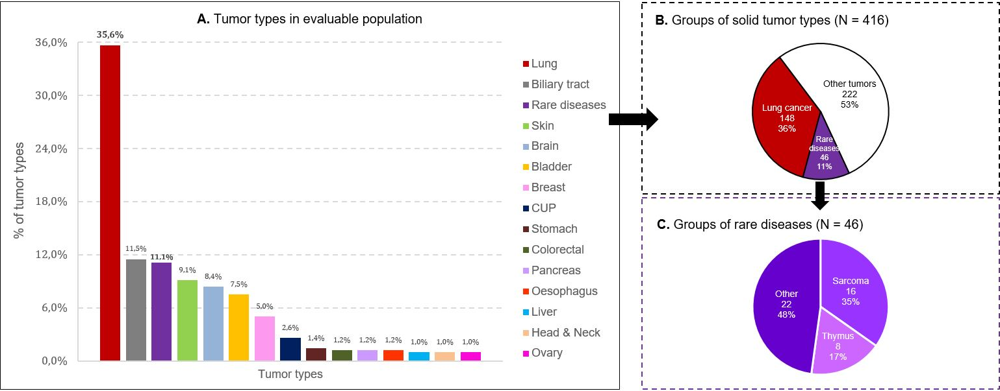 A. Tumor types in evaluable population
% of tumor types
36,0%
30,0%
24,0%
18,0%
12,0%
6,0%
0,0%
35,6%
11,5%
11,1%
9,1%
8,4%
7,5%
5,0%
2,6%
1,4%
1,2%
1,2%
1,2%
1,0%
1,0%
1,0%
Tumor types
Lung
Biliary tract
Rare diseases
Skin
Brain
Bladder
Breast
CUP
Stomach
Colorectal
Pancreas
Oesophagus
Liver
Head & Neck
Ovary
B. Groups of solid tumor types (N = 416)
Other tumors
222
53%
Lung cancer
148
36%
Rare
diseases
46
11%
C. Groups of rare diseases (N = 46)
Sarcoma
16
35%
Other
22
48%
Thymus
8
17%